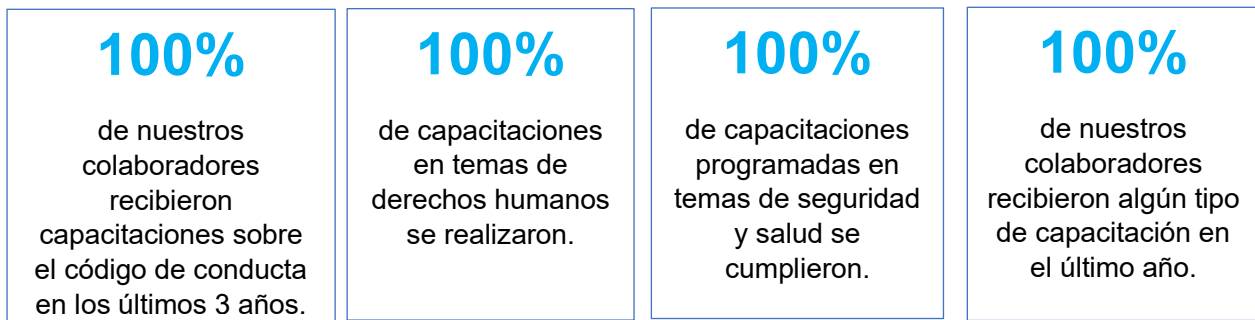 100%
de nuestros
colaboradores
recibieron
capacitaciones sobre
el código de conducta
en los últimos 3 años.
100%
de capacitaciones
en temas de
derechos humanos
se realizaron.
100%
de capacitaciones
programadas en
temas de seguridad
y salud se
cumplieron.
100%
de nuestros
colaboradores
recibieron algún tipo
de capacitación en
el último año.